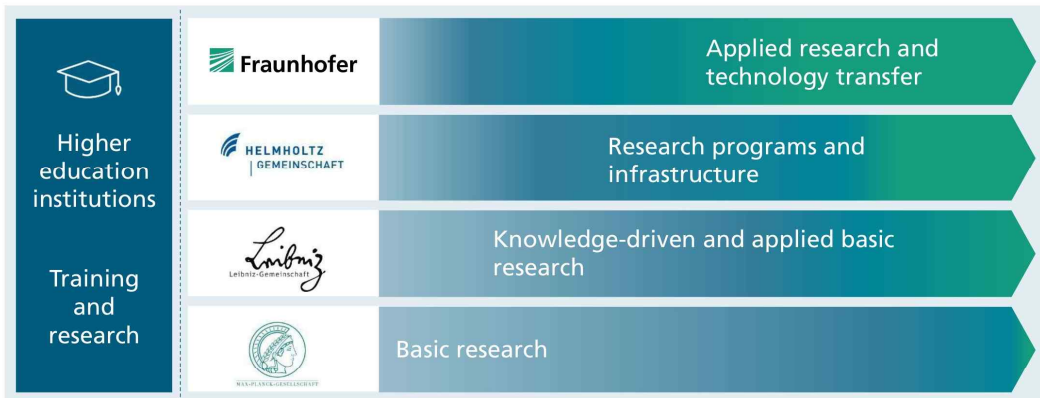 Higher
education
institutions
Training
and
research
Fraunhofer
Applied research and
technology transfer
HELMHOLTZ
GEMEINSCHAFT
Research programs and
infrastructure
Leibniz
Leibniz-Gemeinschaft
Knowledge-driven and applied basic
research
MAX-PLANCK-GESELLSCHAFT
Basic research